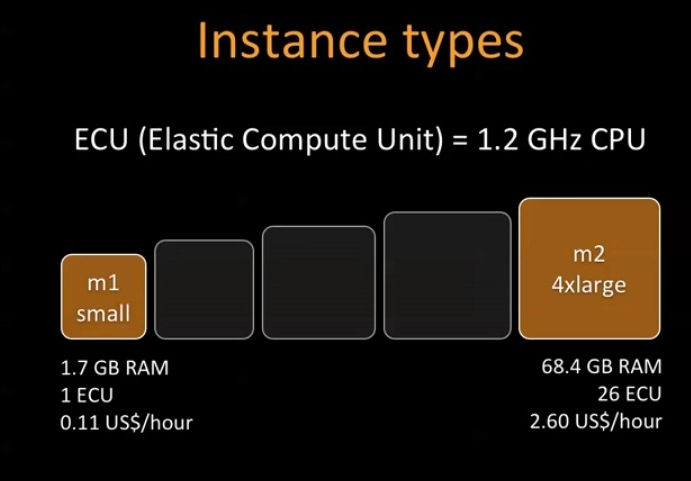 Instance types
ECU (Elastic Compute Unit) = 1.2 GHz CPU
m1
small
m2
4xlarge
1.7 GB RAM
1 ECU
0.11 US$/hour
68.4 GB RAM
26 ECU
2.60 US$/hour